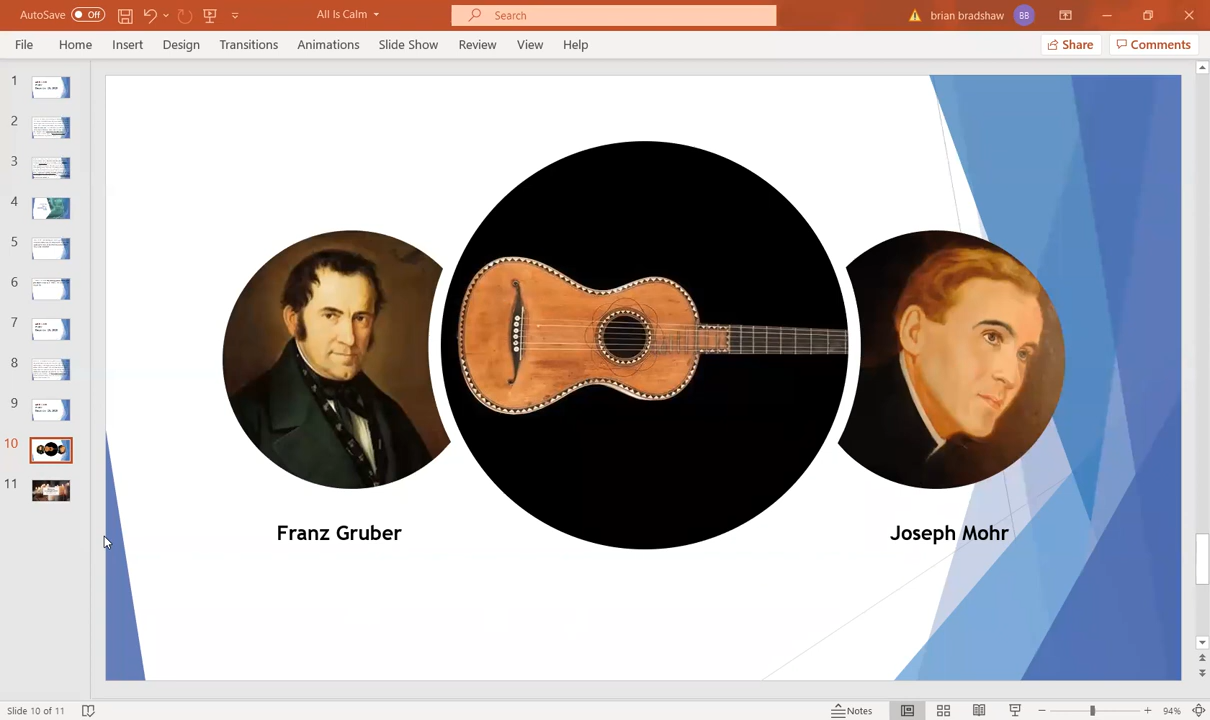 AutoSave Off
All Is Calm
Search
brian bradshaw BB
File Home Insert Design Transitions Animations Slide Show Review View Help
Share Comments
1
2
3
4
5
6
7
8
9
10
11
Franz Gruber
Joseph Mohr
Slide 10 of 11
Notes
94%